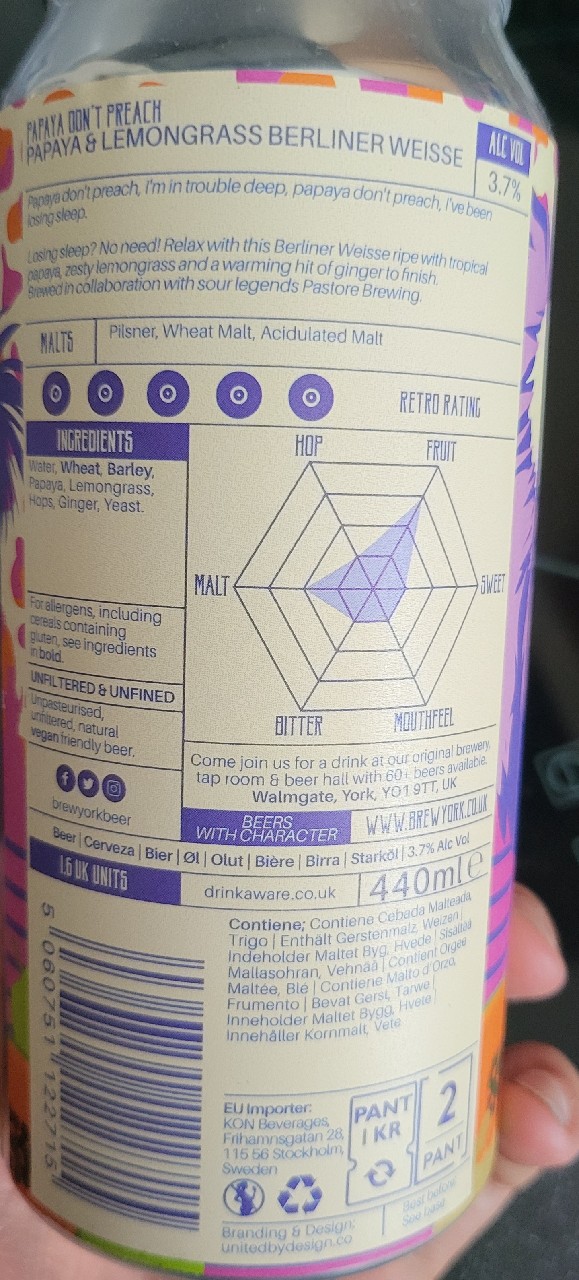 PAPAYA DON'T PREACH
PAPAYA & LEMONGRASS BERLINER WEISSE
ALC VOL
3.7%
Papaya don't preach, I'm in trouble deep, papaya don't preach, I've been
losing sleep.
Losing sleep? No need! Relax with this Berliner Weisse ripe with tropical
papaya, zesty lemongrass and a warming hit of ginger to finish.
Brewed in collaboration with sour legends Pastore Brewing.
MALTS
Pilsner, Wheat Malt, Acidulated Malt
RETRO RATING
INGREDIENTS
Water, Wheat, Barley,
Papaya, Lemongrass,
Hops, Ginger, Yeast.
For allergens, including
cereals containing
gluten, see ingredients
in bold.
UNFILTERED & UNFINED
Unpasteurised,
unfiltered, natural
vegan friendly beer.
brewyorkbeer
HOP
FRUIT
MALT
SWEET
BITTER
MOUTHFEEL
Come join us for a drink at our original brewery,
tap room & beer hall with 60+ beers available.
Walmgate, York, YO1 9TT, UK
BEERS
WITH CHARACTER
WWW.BREWYORK.CO.UK
Beer | Cerveza | Bier | Øl | Olut | Bière | Birra | Starköl | 3.7% Alc Vol
1.6 UK UNITS
drinkaware.co.uk
440ml e
Contiene; Contiene Cebada Malteada,
Trigo | Enthält Gerstenmalz, Weizen |
Indeholder Maltet Byg, Hvede | Sisältää
Mallasohran, Vehnää | Contient Orgee
Maltée, Blé | Contiene Malto d'Orzo,
Frumento | Bevat Gerst, Tarwe |
Inneholder Maltet Bygg, Hvete |
Innehåller Kornmalt, Vete
5 060751 122715
EU Importer:
KON Beverages,
Frihamnsgatan 28,
115 56 Stockholm,
Sweden
PANT
1 KR
2
PANT
Branding & Design:
unitedbydesign.co
Best before:
See base